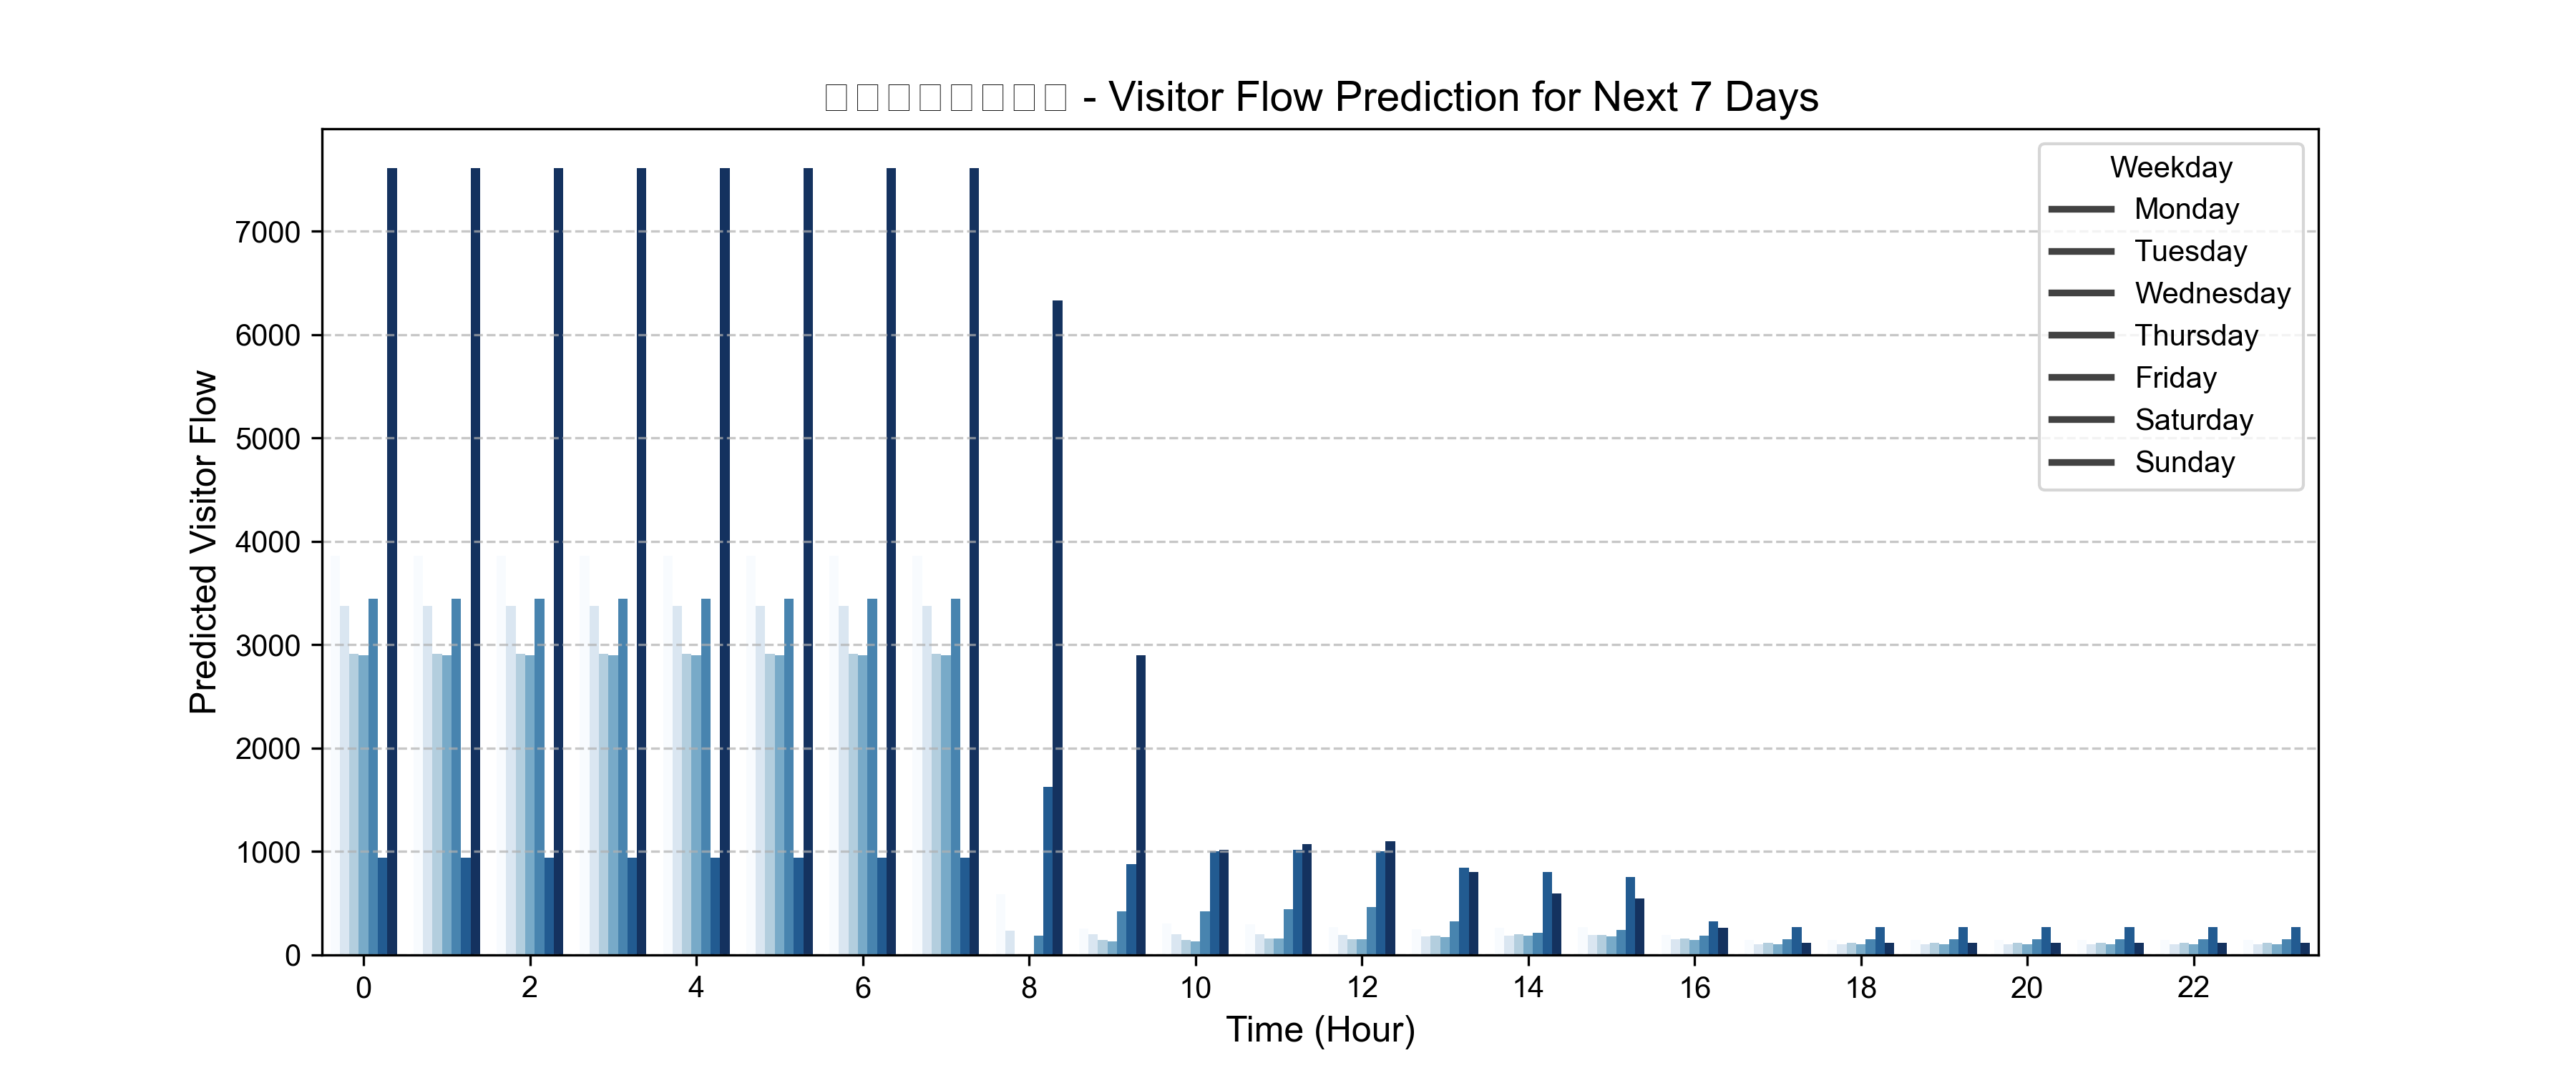 - Visitor Flow Prediction for Next 7 Days
Predicted Visitor Flow
7000
6000
5000
4000
3000
2000
1000
0
Weekday
Monday
Tuesday
Wednesday
Thursday
Friday
Saturday
Sunday
0 2 4 6 8 10 12 14 16 18 20 22
Time (Hour)